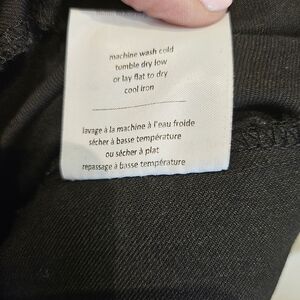 machine wash cold
tumble dry low
or lay flat to dry
cool iron
lavage à la machine à l'eau froide
sécher à basse température
ou sécher à plat
repassage à basse température